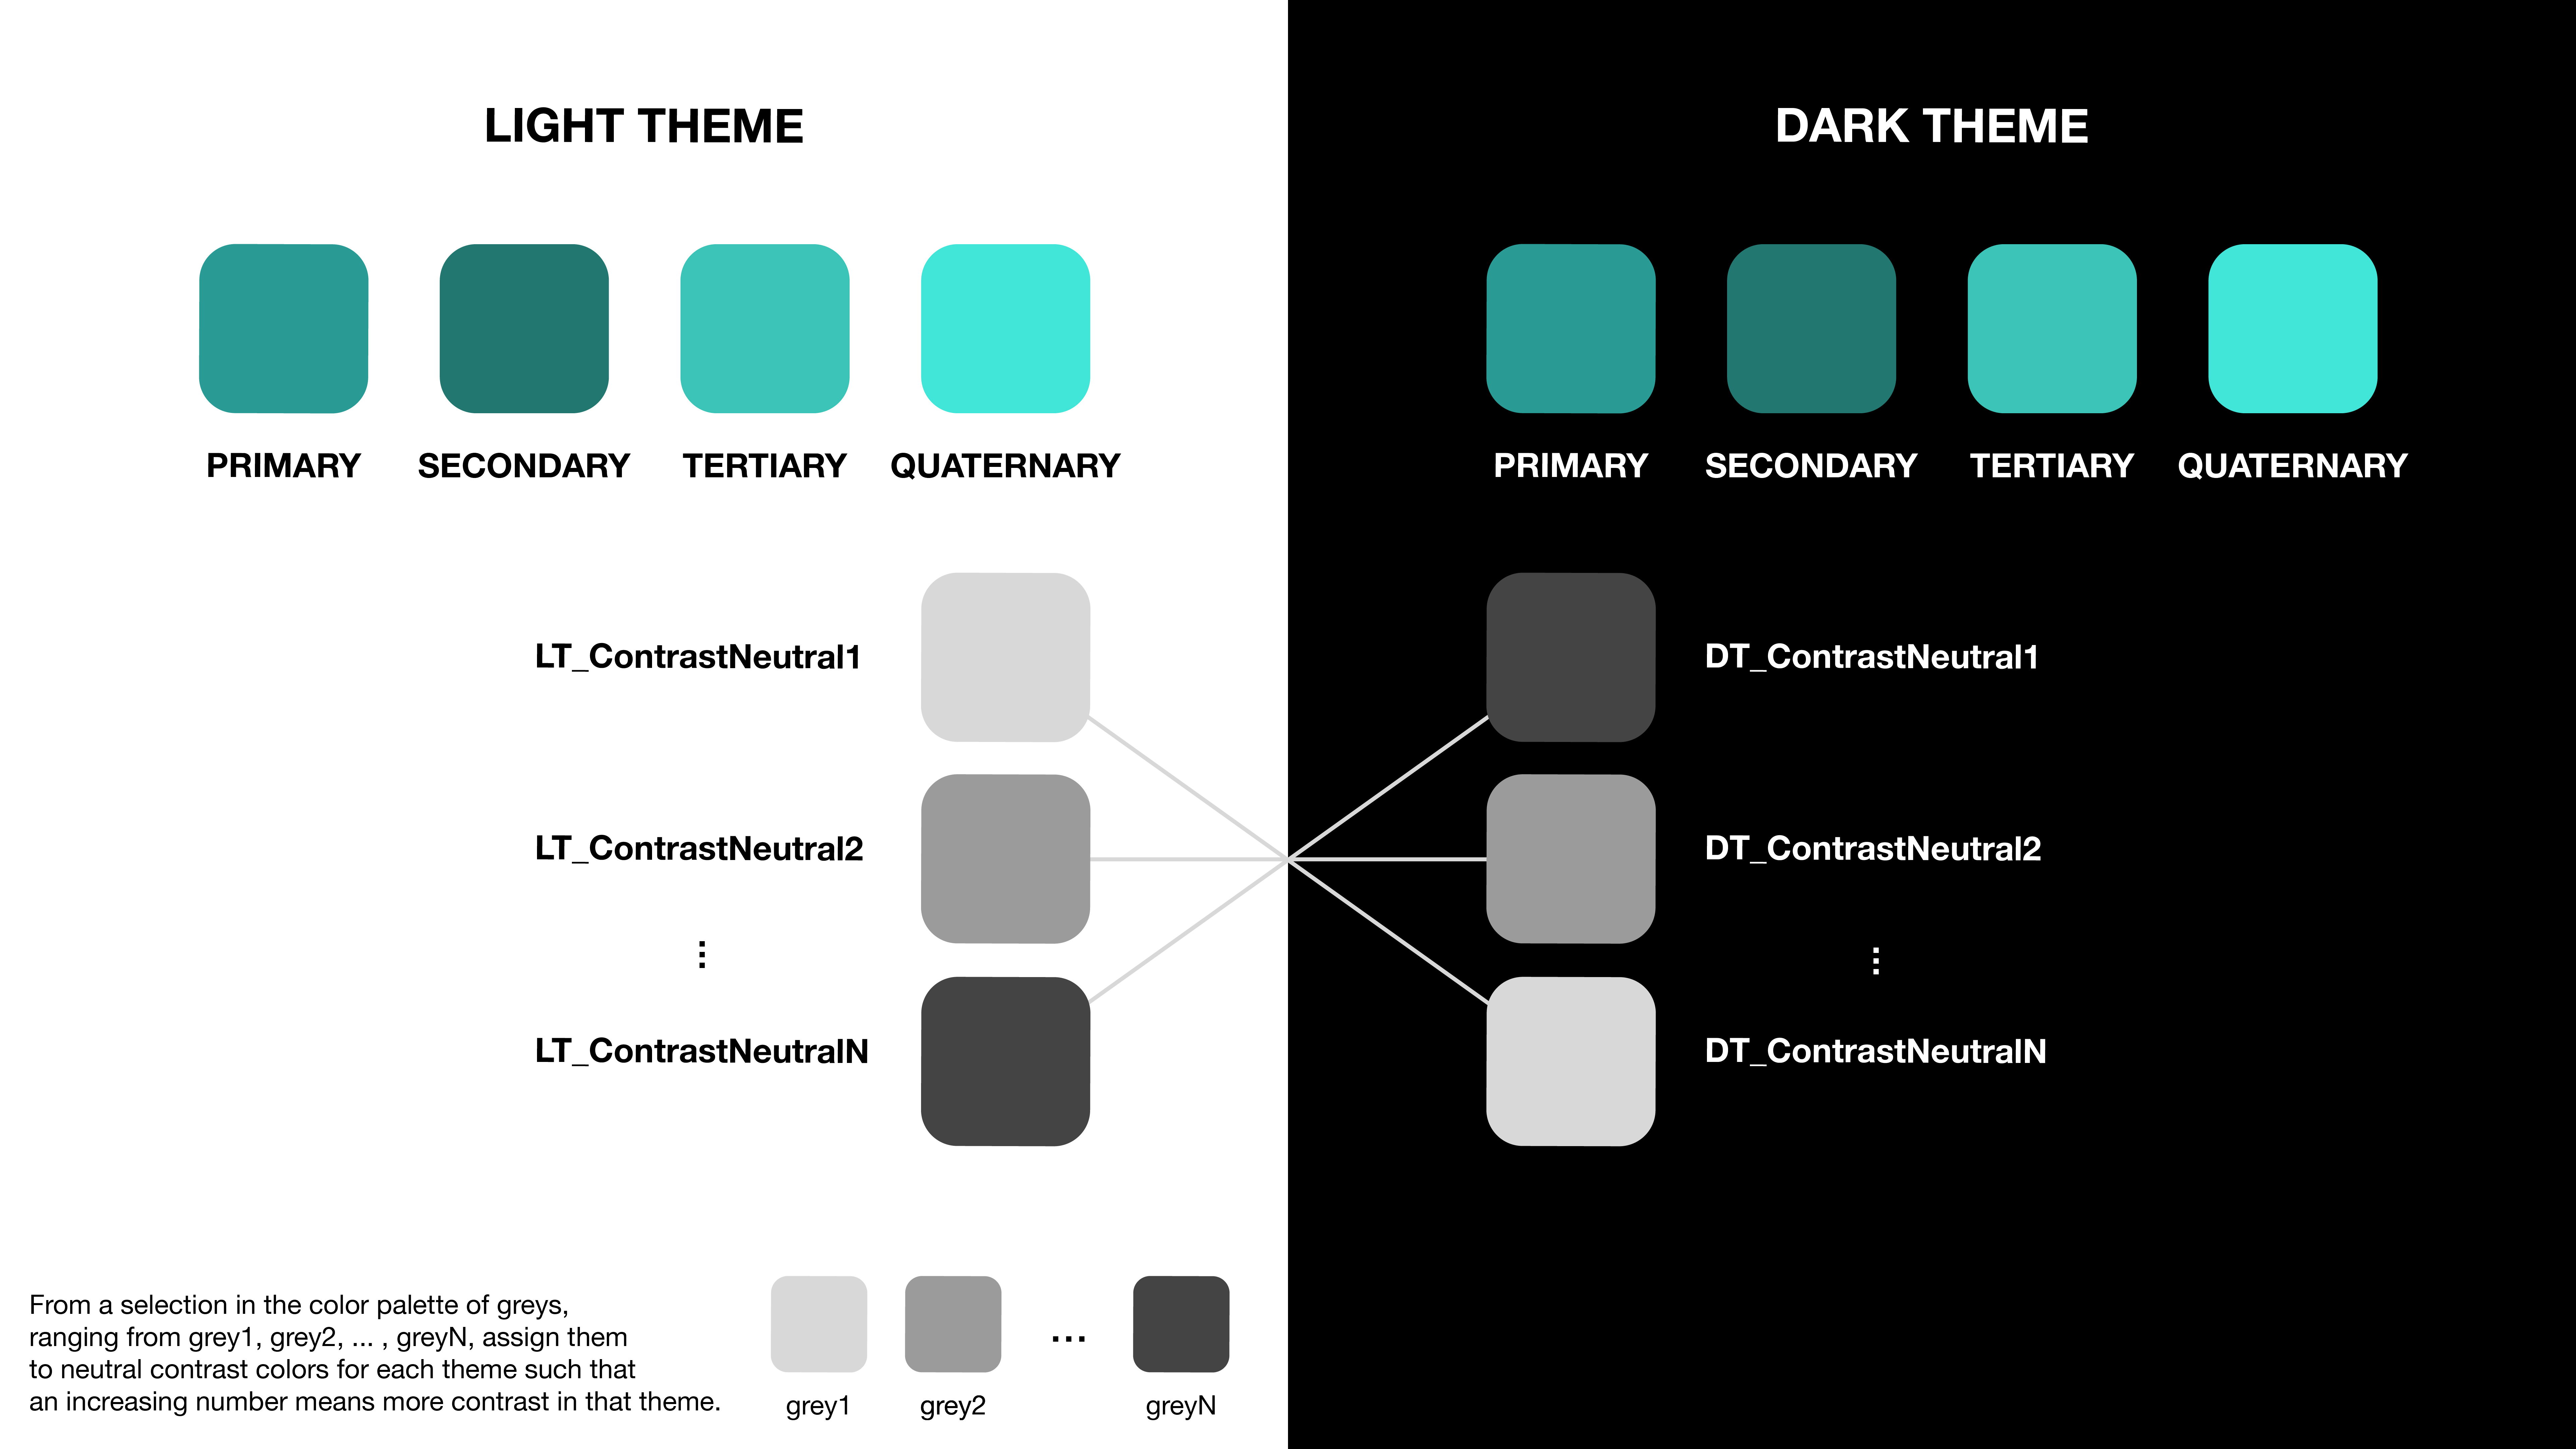 LIGHT THEME
PRIMARY SECONDARY TERTIARY QUATERNARY
LT_ContrastNeutral1
LT_ContrastNeutral2
...
LT_ContrastNeutralN
From a selection in the color palette of greys,
ranging from grey1, grey2, ... , greyN, assign them
to neutral contrast colors for each theme such that
an increasing number means more contrast in that theme.
...
grey1 grey2 greyN
DARK THEME
PRIMARY SECONDARY TERTIARY QUATERNARY
DT_ContrastNeutral1
DT_ContrastNeutral2
...
DT_ContrastNeutralN